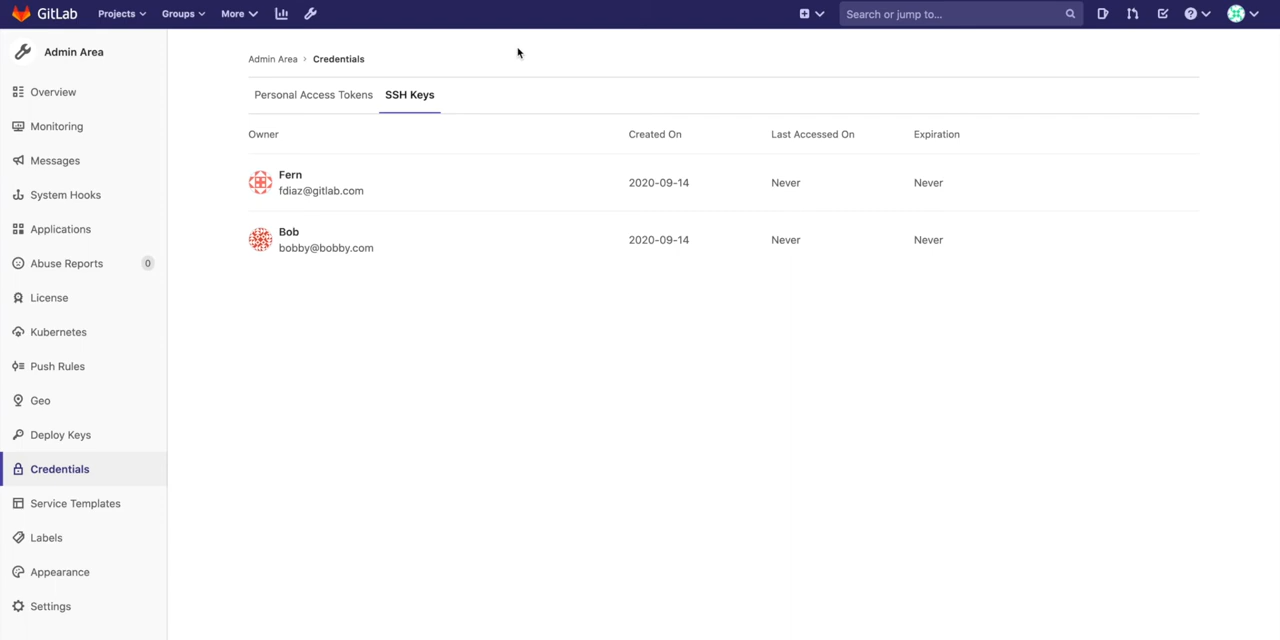 GitLab Projects Groups More Search or jump to...
Admin Area
Overview
Monitoring
Messages
System Hooks
Applications
Abuse Reports 0
License
Kubernetes
Push Rules
Geo
Deploy Keys
Credentials
Service Templates
Labels
Appearance
Settings
Admin Area › Credentials
Personal Access Tokens SSH Keys
Owner Created On Last Accessed On Expiration
Fern
fdiaz@gitlab.com 2020-09-14 Never Never
Bob
bobby@bobby.com 2020-09-14 Never Never